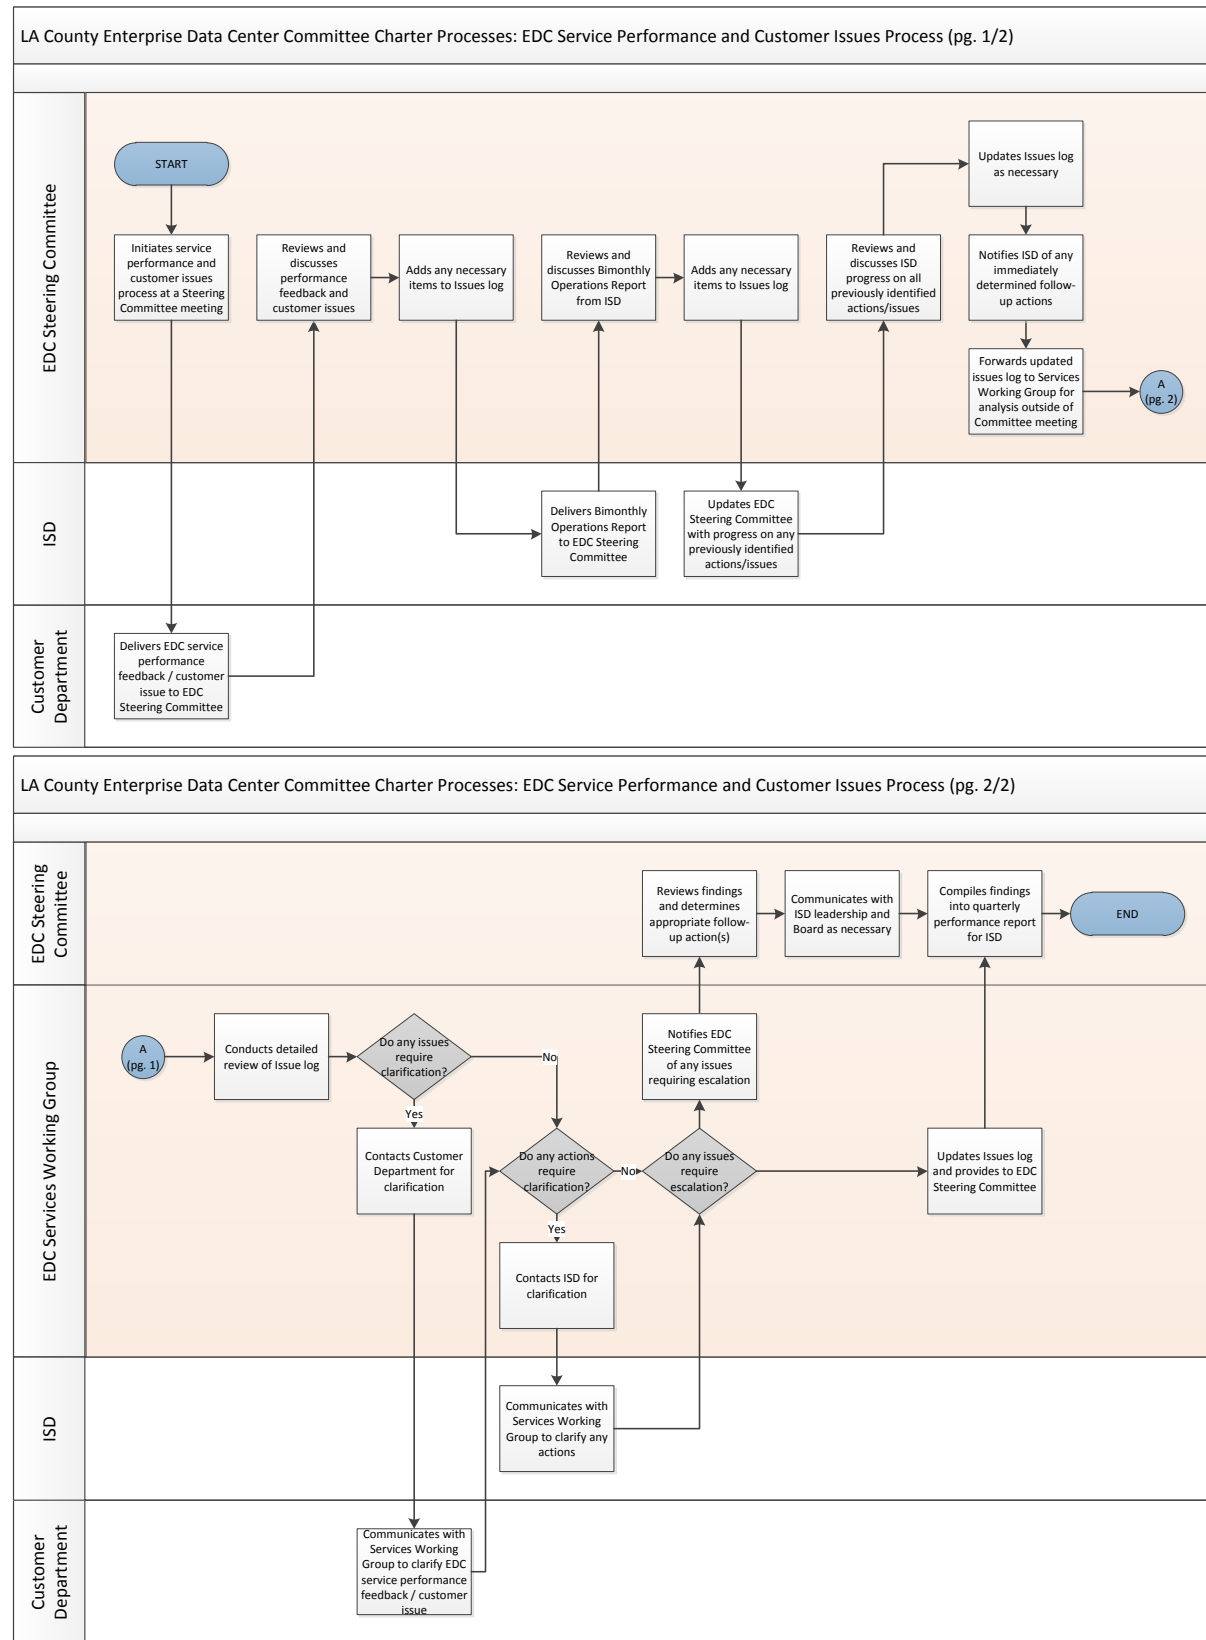 LA County Enterprise Data Center Committee Charter Processes: EDC Service Performance and Customer Issues Process (pg. 1/2)
EDC Steering Committee
START
Initiates service
performance and
customer issues
process at a Steering
Committee meeting
Reviews and
discusses
performance
feedback and
customer issues
Adds any necessary
items to Issues log
Reviews and
discusses Bimonthly
Operations Report
from ISD
Adds any necessary
items to Issues log
Reviews and
discusses ISD
progress on all
previously identified
actions/issues
Updates Issues log
as necessary
Notifies ISD of any
immediately
determined follow-
up actions
Forwards updated
issues log to Services
Working Group for
analysis outside of
Committee meeting
A
(pg. 2)
ISD
Delivers Bimonthly
Operations Report
to EDC Steering
Committee
Updates EDC
Steering Committee
with progress on any
previously identified
actions/issues
Customer
Department
Delivers EDC service
performance
feedback / customer
issue to EDC
Steering Committee
LA County Enterprise Data Center Committee Charter Processes: EDC Service Performance and Customer Issues Process (pg. 2/2)
EDC Steering
Committee
Reviews findings
and determines
appropriate follow-
up action(s)
Communicates with
ISD leadership and
Board as necessary
Compiles findings
into quarterly
performance report
for ISD
END
EDC Services Working Group
A
(pg. 1)
Conducts detailed
review of Issue log
Do any issues
require
clarification?
No
Yes
Contacts Customer
Department for
clarification
Do any actions
require
clarification?
No
Yes
Contacts ISD for
clarification
Notifies EDC
Steering Committee
of any issues
requiring escalation
Do any issues
require
escalation?
Updates Issues log
and provides to EDC
Steering Committee
ISD
Communicates with
Services Working
Group to clarify any
actions
Customer
Department
Communicates with
Services Working
Group to clarify EDC
service performance
feedback / customer
issue